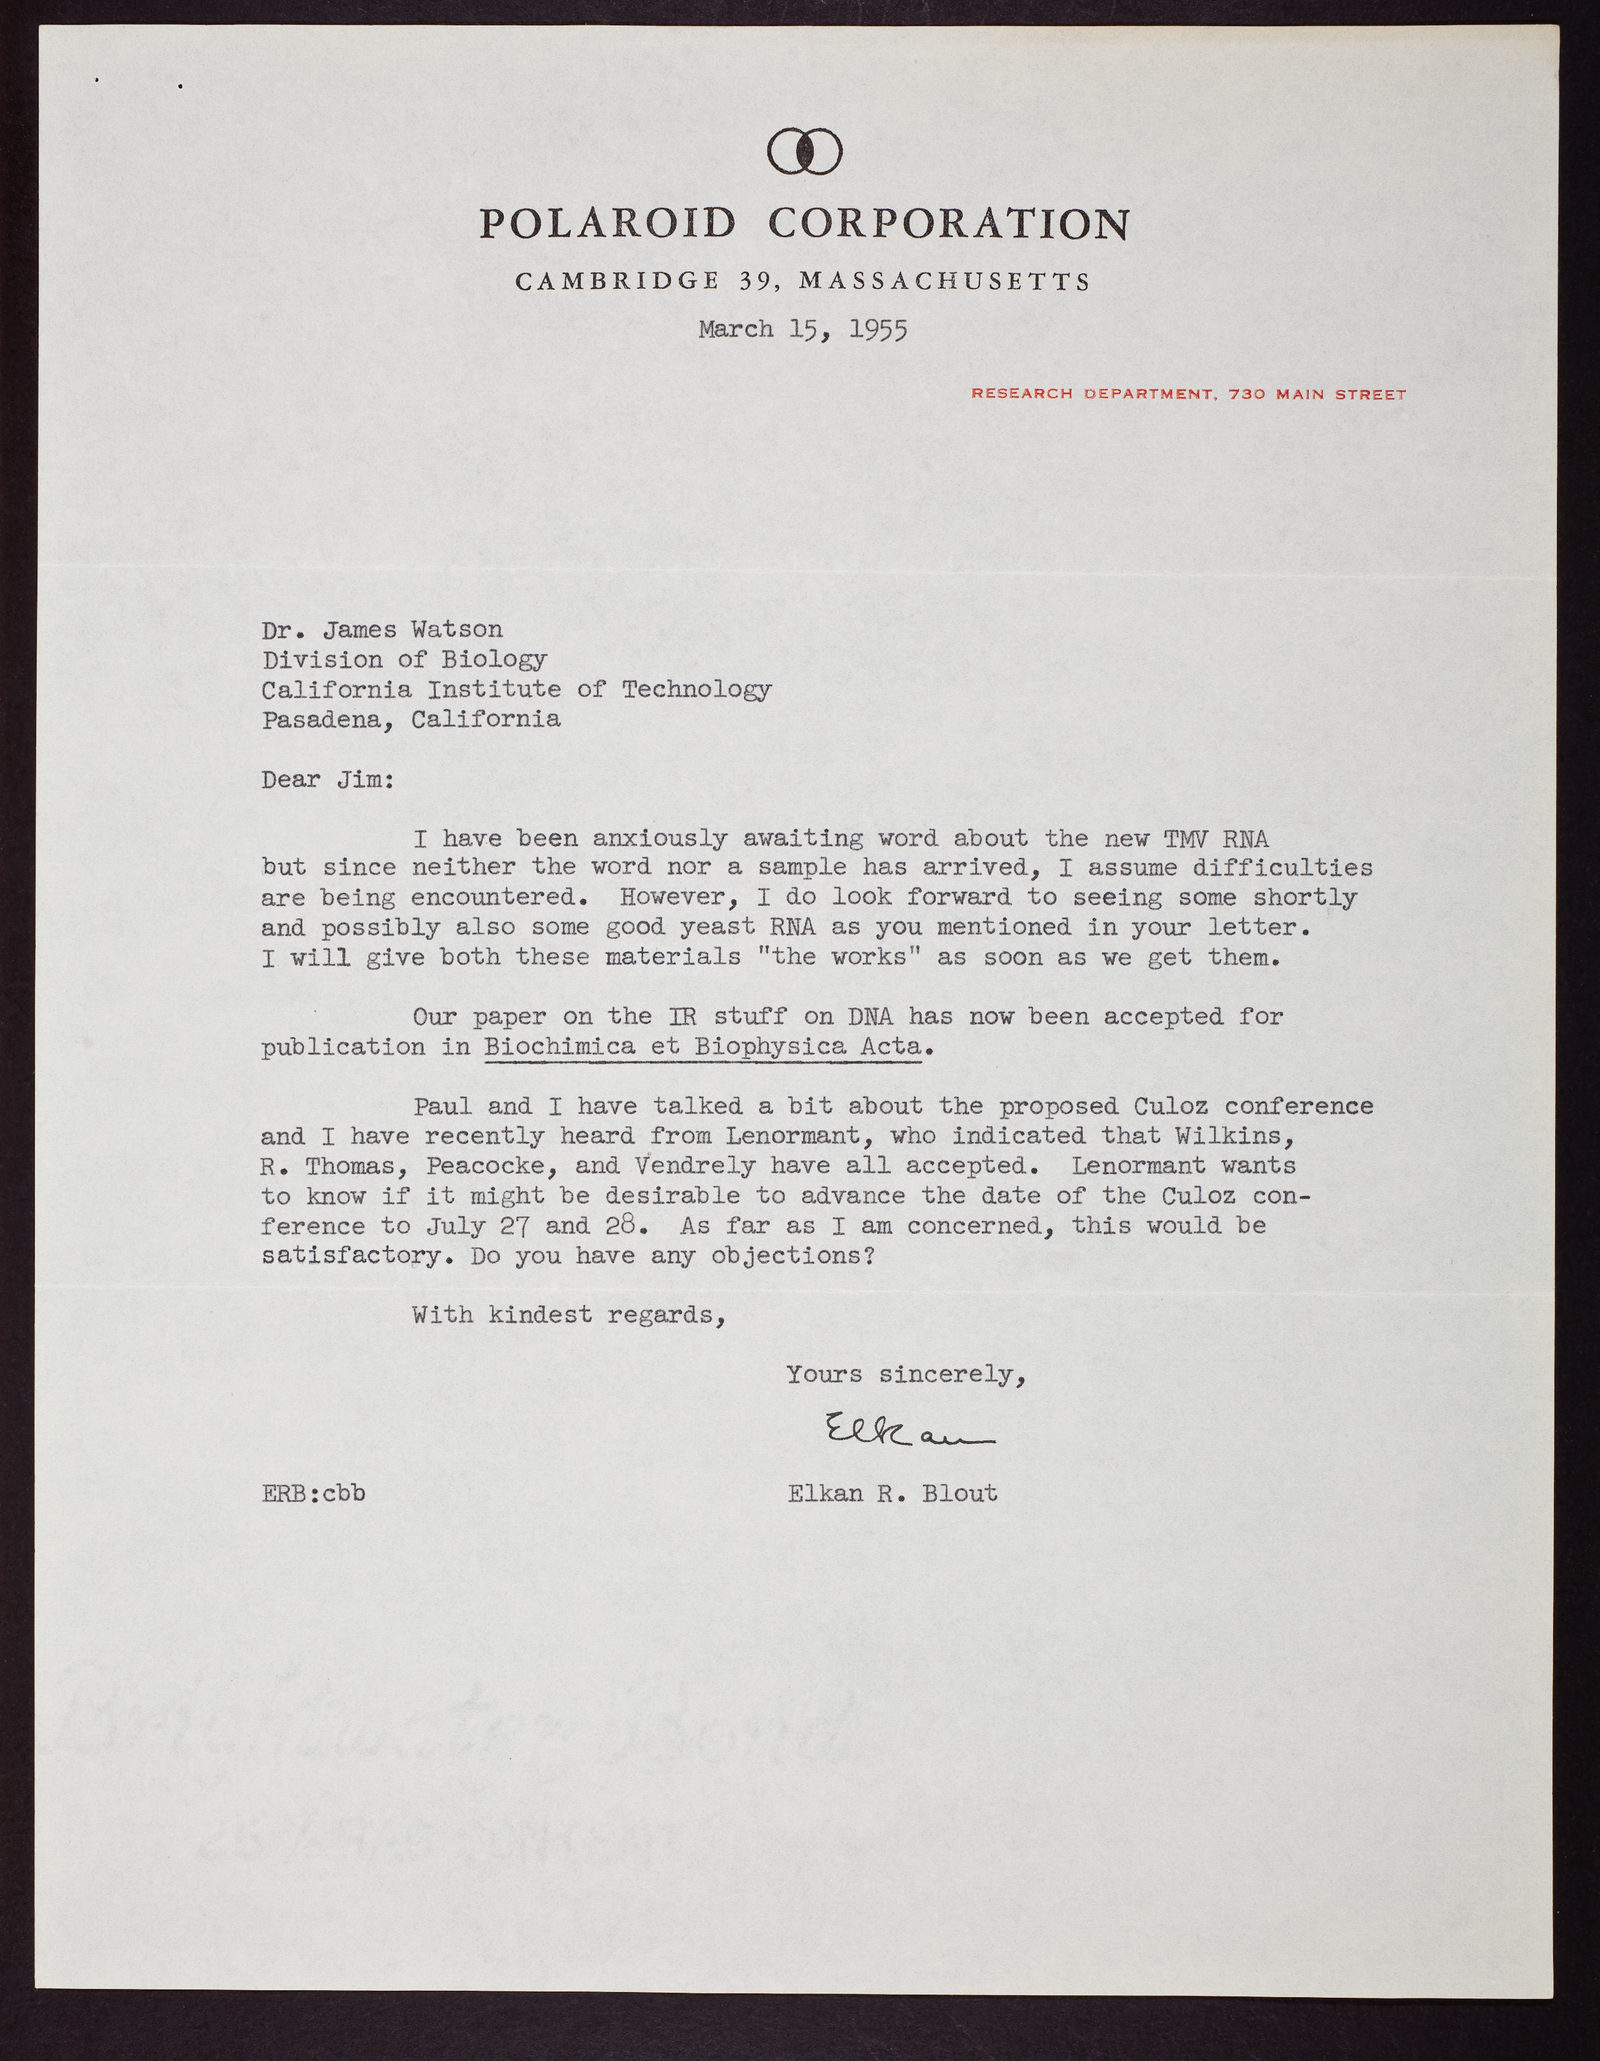 POLAROID CORPORATION
CAMBRIDGE 39, MASSACHUSETTS
March 15, 1955
RESEARCH DEPARTMENT, 730 MAIN STREET
Dr. James Watson
Division of Biology
California Institute of Technology
Pasadena, California
Dear Jim:
I have been anxiously awaiting word about the new TMV RNA
but since neither the word nor a sample has arrived, I assume difficulties
are being encountered. However, I do look forward to seeing some shortly
and possibly also some good yeast RNA as you mentioned in your letter.
I will give both these materials "the works" as soon as we get them.
Our paper on the IR stuff on DNA has now been accepted for
publication in Biochimica et Biophysica Acta.
Paul and I have talked a bit about the proposed Culoz conference
and I have recently heard from Lenormant, who indicated that Wilkins,
R. Thomas, Peacocke, and Vendrely have all accepted. Lenormant wants
to know if it might be desirable to advance the date of the Culoz con-
ference to July 27 and 28. As far as I am concerned, this would be
satisfactory. Do you have any objections?
With kindest regards,
Yours sincerely,
Elkan
ERB:cbb Elkan R. Blout